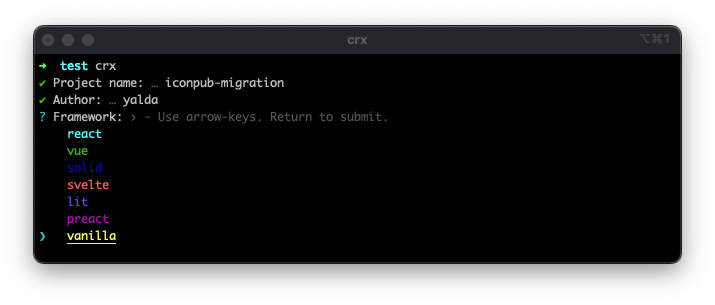 crx
⌥⌘1
➜ test crx
✔ Project name: … iconpub-migration
✔ Author: … yalda
? Framework: › - Use arrow-keys. Return to submit.
react
vue
solid
svelte
lit
preact
❯ vanilla